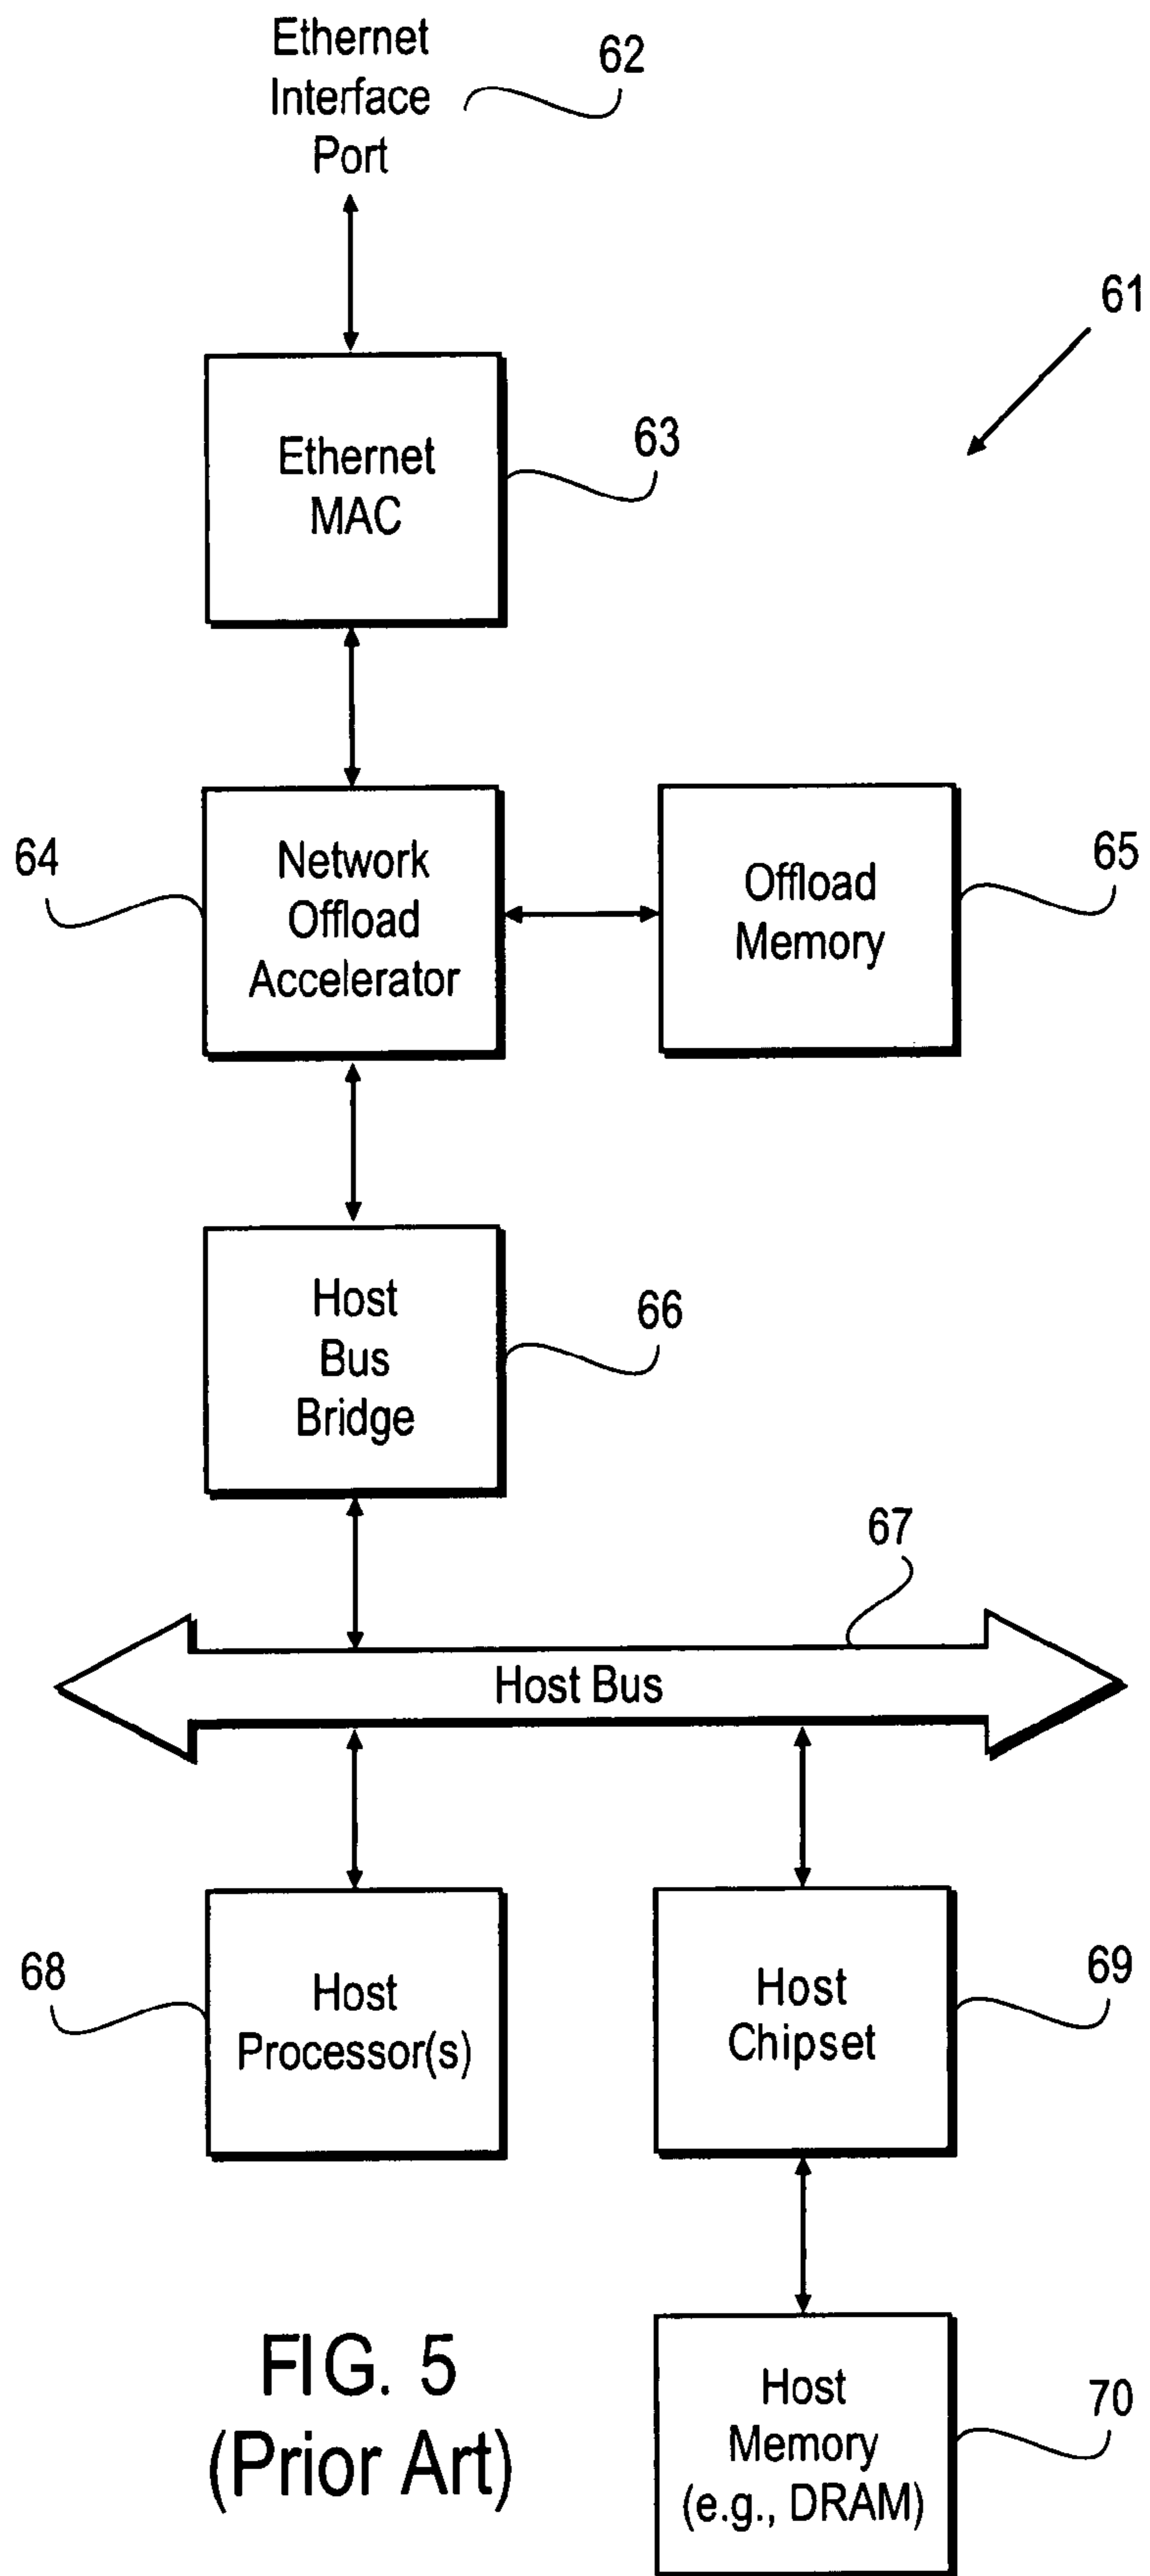 Ethernet
Interface
Port
62
61
Ethernet
MAC
63
64
Network
Offload
Accelerator
Offload
Memory
65
Host
Bus
Bridge
66
67
Host Bus
68
Host
Processor(s)
Host
Chipset
69
FIG. 5
(Prior Art)
Host
Memory
(e.g., DRAM)
70